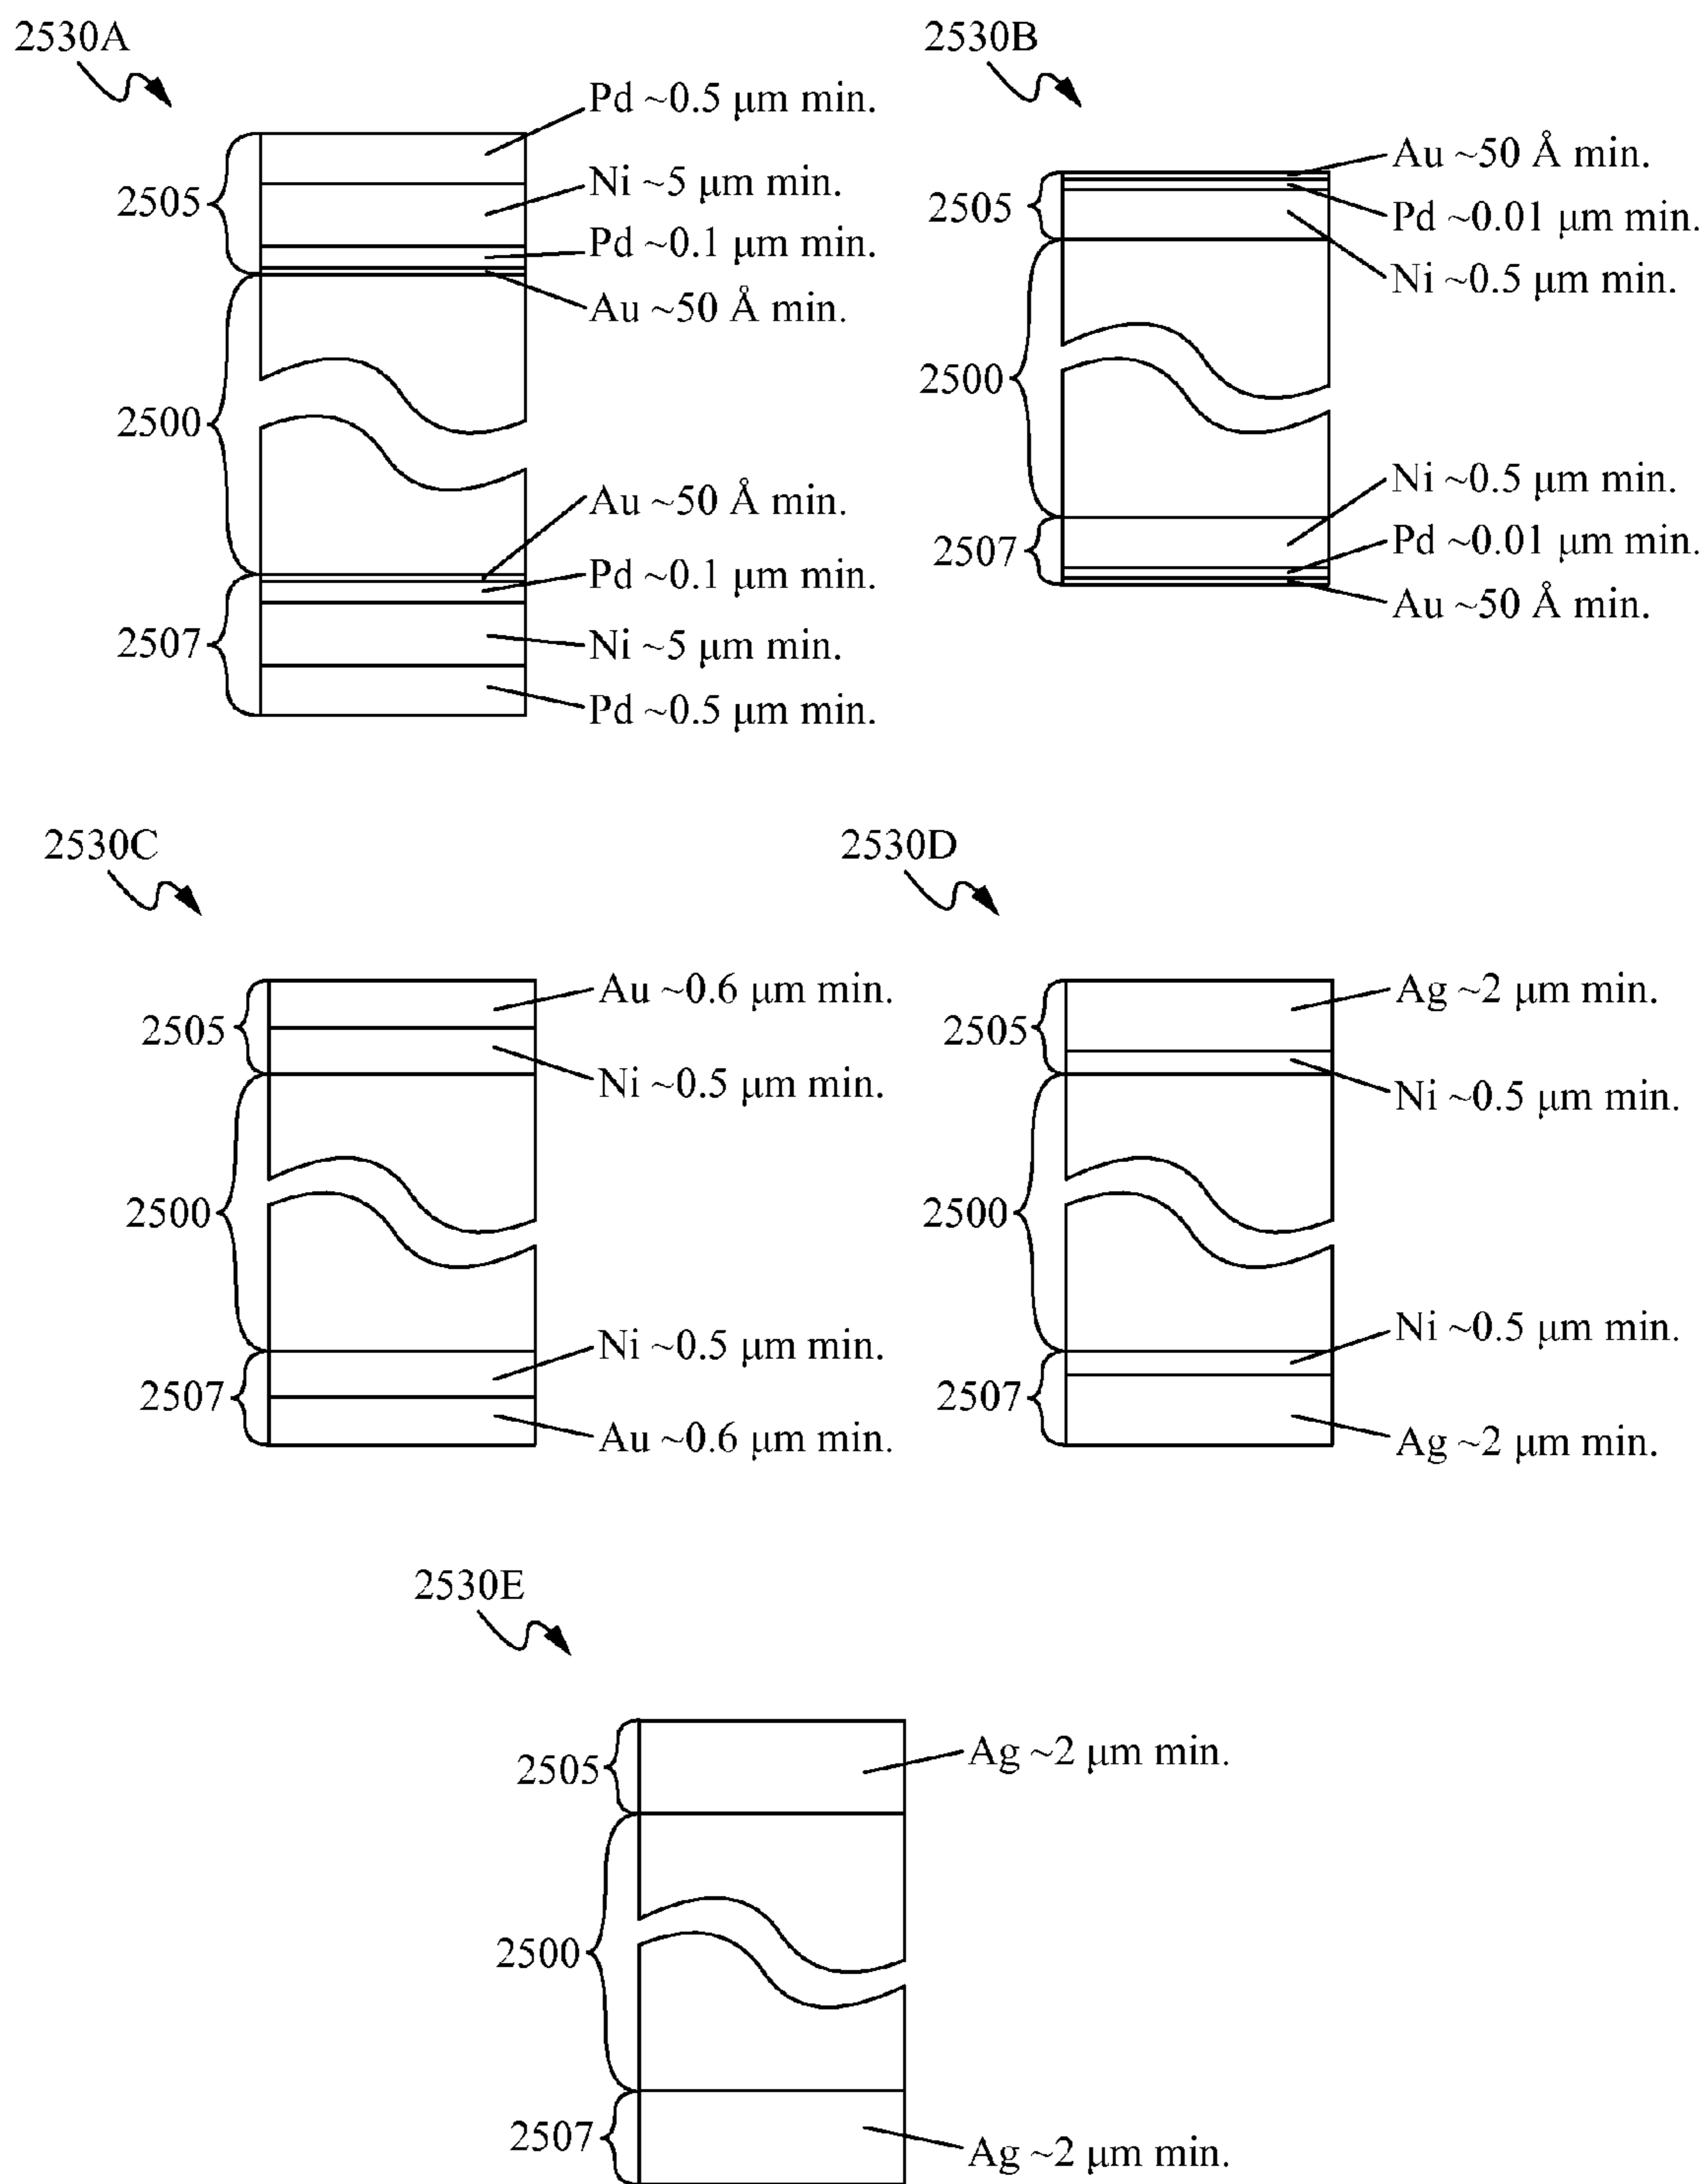 2530A
Pd ~0.5 μm min.
Ni ~5 μm min.
2505
Pd ~0.1 μm min.
Au ~50 Å min.
2500
Au ~50 Å min.
Pd ~0.1 μm min.
2507
Ni ~5 μm min.
Pd ~0.5 μm min.
2530B
Au ~50 Å min.
2505
Pd ~0.01 μm min.
Ni ~0.5 μm min.
2500
Ni ~0.5 μm min.
Pd ~0.01 μm min.
2507
Au ~50 Å min.
2530C
Au ~0.6 μm min.
2505
Ni ~0.5 μm min.
2500
Ni ~0.5 μm min.
2507
Au ~0.6 μm min.
2530D
Ag ~2 μm min.
2505
Ni ~0.5 μm min.
2500
Ni ~0.5 μm min.
2507
Ag ~2 μm min.
2530E
Ag ~2 μm min.
2505
2500
2507
Ag ~2 μm min.